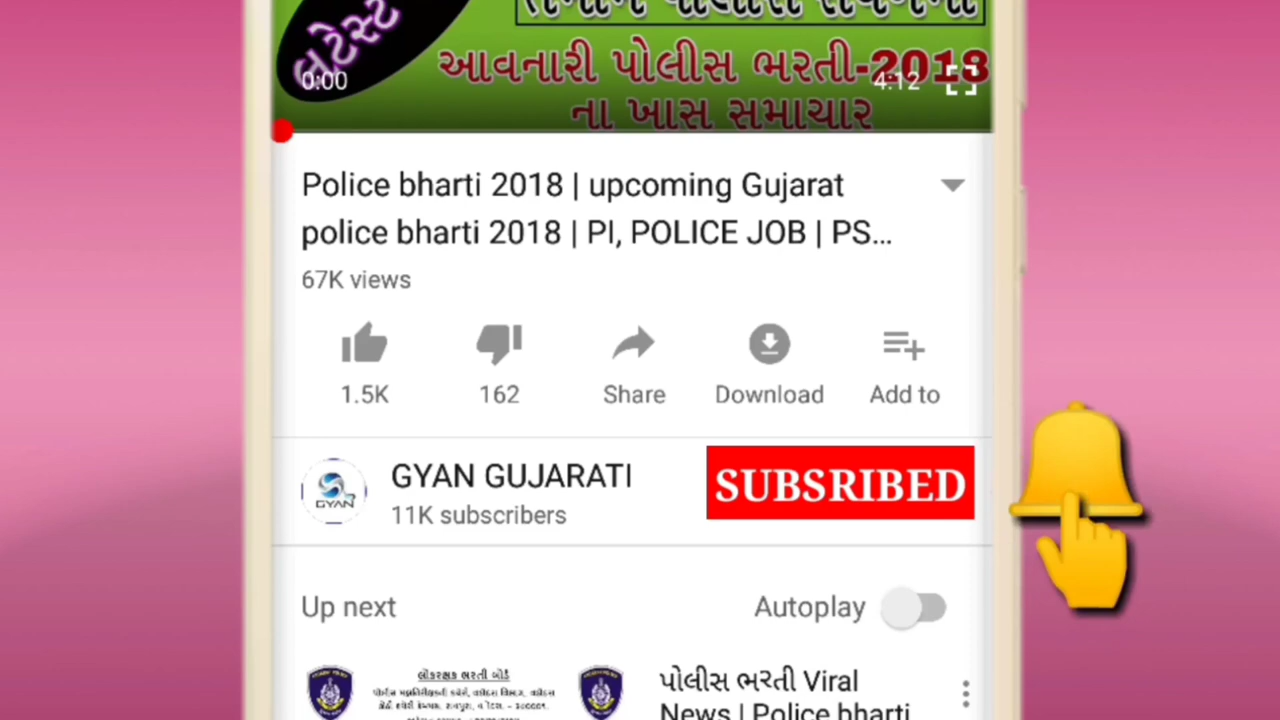 લેટેસ્ટ
તમામ પોલીસ
આવનારી પોલીસ ભરતી-2018
0:00
4:12
ના ખાસ સમાચાર
Police bharti 2018 | upcoming Gujarat
police bharti 2018 | PI, POLICE JOB | PS...
67K views
1.5K
162
Share
Download
Add to
GYAN
GYAN GUJARATI
11K subscribers
SUBSRIBED
Up next
Autoplay
લોકરક્ષક ભરતી બોર્ડ
પોલીસ ભરતી Viral
News | Police bharti